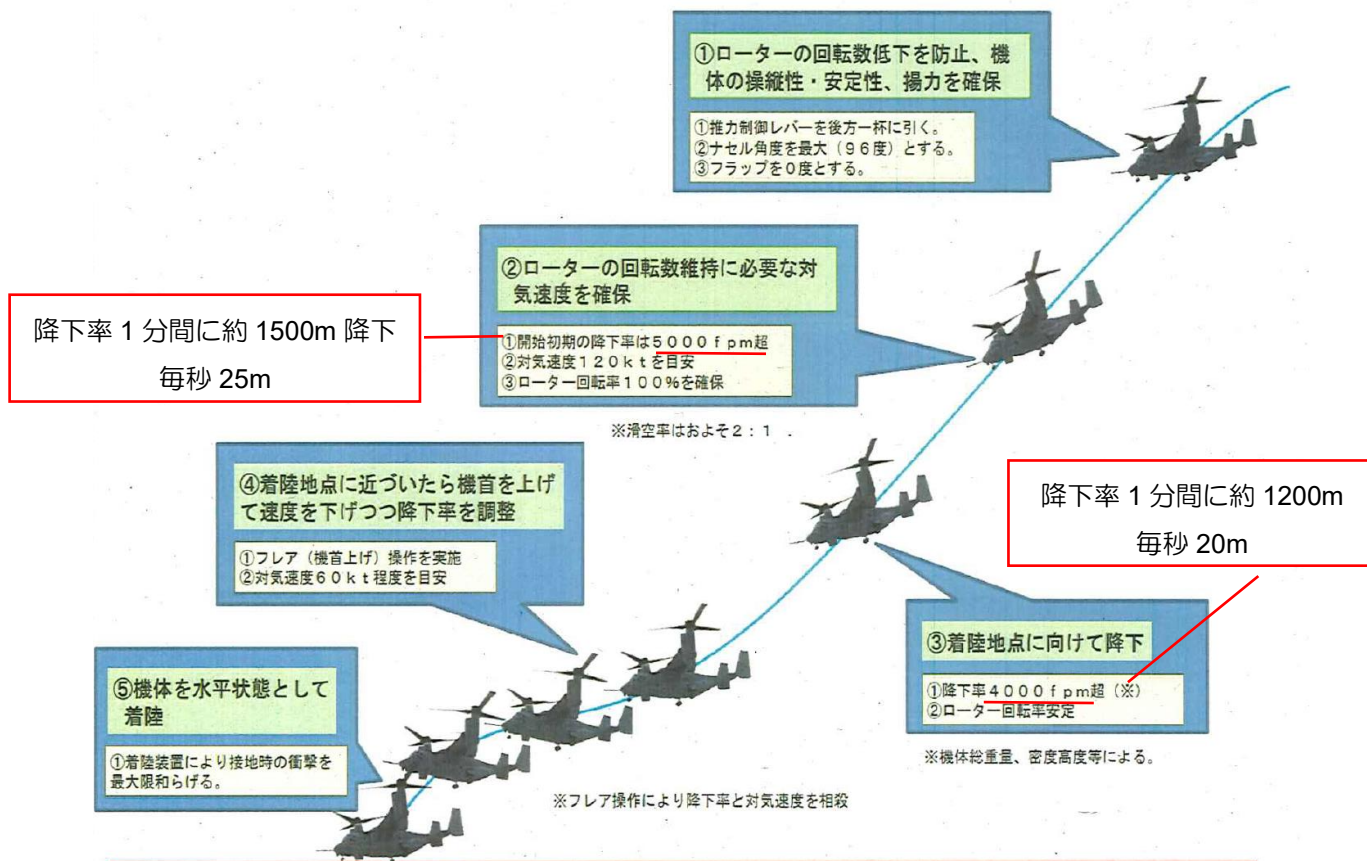 ①ローターの回転数低下を防止、機
体の操縦性・安定性、揚力を確保
①推力制御レバーを後方一杯に引く。
②ナセル角度を最大（９６度）とする。
③フラップを０度とする。
②ローターの回転数維持に必要な対
気速度を確保
①開始初期の降下率は５０００ｆｐｍ超
②対気速度１２０ｋｔを目安
③ローター回転率１００％を確保
※滑空率はおよそ２：１
降下率 1 分間に約 1500m 降下
毎秒 25m
降下率 1 分間に約 1200m
毎秒 20m
③着陸地点に向けて降下
①降下率４０００ｆｐｍ超（※）
②ローター回転率安定
※機体総重量、密度高度等による。
④着陸地点に近づいたら機首を上げ
て速度を下げつつ降下率を調整
①フレア（機首上げ）操作を実施
②対気速度６０ｋｔ程度を目安
⑤機体を水平状態として
着陸
①着陸装置により接地時の衝撃を
最大限和らげる。
※フレア操作により降下率と対気速度を相殺